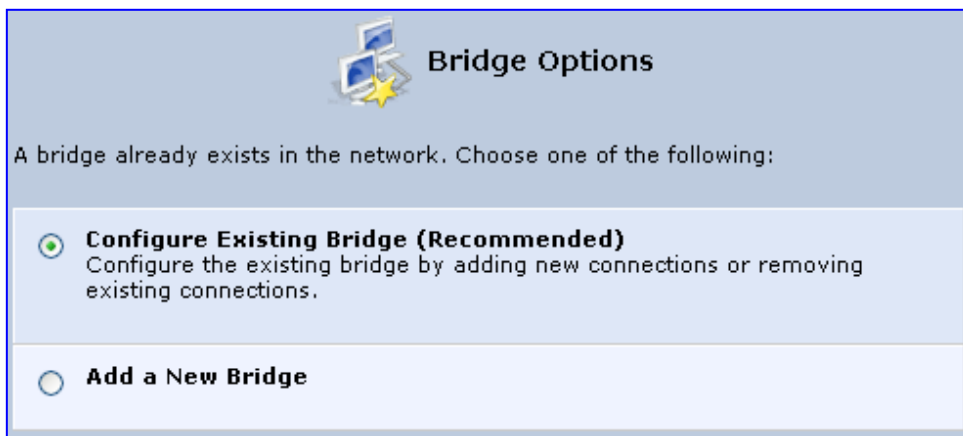 Bridge Options
A bridge already exists in the network. Choose one of the following:
Configure Existing Bridge (Recommended)
Configure the existing bridge by adding new connections or removing
existing connections.
Add a New Bridge